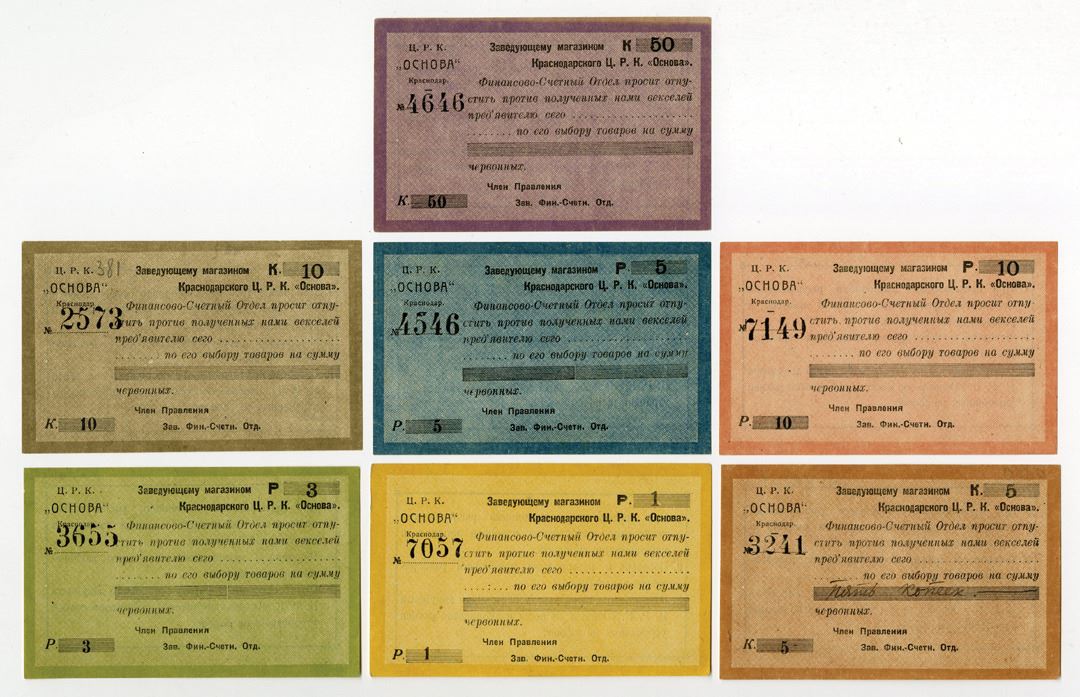 Ц. Р. К.
„ОСНОВА“
Краснодар.
№ 4646
Заведующему магазином К 50
Краснодарского Ц. Р. К. «Основа».
Финансово-Счетный Отдел просит отпу-
стить против полученных нами векселей
пред'явителю сего
по его выбору товаров на сумму
червонных.
Член Правления
К. 50 Зав. Фин.-Счетн. Отд.
Ц. Р. К. 381
„ОСНОВА“
Краснодар.
№ 2573
Заведующему магазином К. 10
Краснодарского Ц. Р. К. «Основа».
Финансово-Счетный Отдел просит отпу-
стить против полученных нами векселей
пред'явителю сего
по его выбору товаров на сумму
червонных.
Член Правления
К. 10 Зав. Фин.-Счетн. Отд.
Ц. Р. К.
„ОСНОВА“
Краснодар.
№ 4546
Заведующему магазином Р 5
Краснодарского Ц. Р. К. «Основа».
Финансово-Счетный Отдел просит отпу-
стить против полученных нами векселей
пред'явителю сего
по его выбору товаров на сумму
червонных.
Член Правления
Р. 5 Зав. Фин.-Счетн. Отд.
Ц. Р. К.
„ОСНОВА“
Краснодар.
№ 7149
Заведующему магазином Р. 10
Краснодарского Ц. Р. К. «Основа».
Финансово-Счетный Отдел просит отпу-
стить против полученных нами векселей
пред'явителю сего
по его выбору товаров на сумму
червонных.
Член Правления
Р. 10 Зав. Фин.-Счетн. Отд.
Ц. Р. К.
„ОСНОВА“
Краснодар.
№ 3655
Заведующему магазином Р 3
Краснодарского Ц. Р. К. «Основа».
Финансово-Счетный Отдел просит отпу-
стить против полученных нами векселей
пред'явителю сего
по его выбору товаров на сумму
червонных.
Член Правления
Р. 3 Зав. Фин.-Счетн. Отд.
Ц. Р. К.
„ОСНОВА“
Краснодар.
№ 7057
Заведующему магазином Р. 1
Краснодарского Ц. Р. К. «Основа».
Финансово-Счетный Отдел просит отпу-
стить против полученных нами векселей
пред'явителю сего
по его выбору товаров на сумму
червонных.
Член Правления
Р. 1 Зав. Фин.-Счетн. Отд.
Ц. Р. К.
„ОСНОВА“
Краснодар.
№ 3241
Заведующему магазином К. 5
Краснодарского Ц. Р. К. «Основа».
Финансово-Счетный Отдел просит отпу-
стить против полученных нами векселей
пред'явителю сего
по его выбору товаров на сумму
пять копеек
червонных.
Член Правления
К. 5 Зав. Фин.-Счетн. Отд.